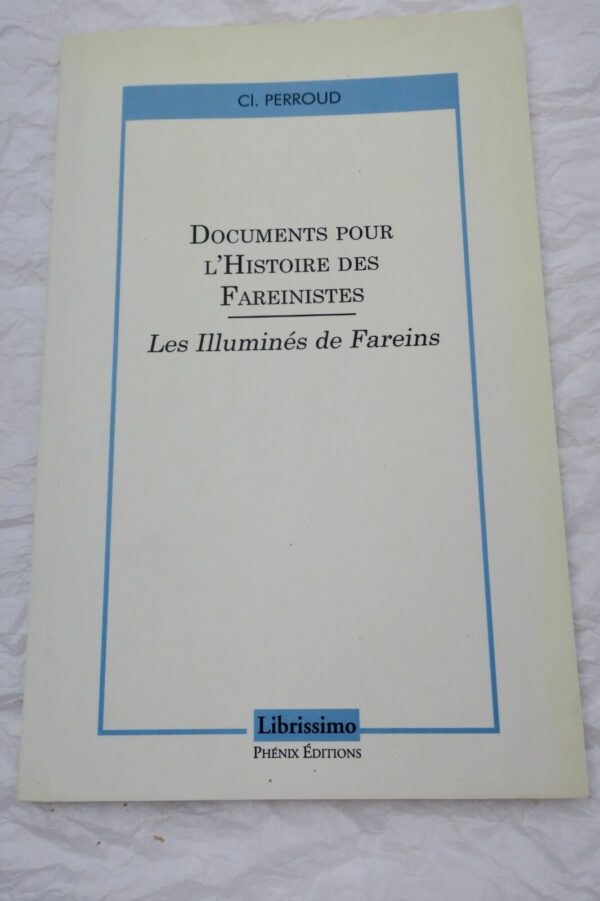 Cl. PERROUD
DOCUMENTS POUR
L'HISTOIRE DES
FAREINISTES
Les Illuminés de Fareins
Librissimo
PHÉNIX ÉDITIONS